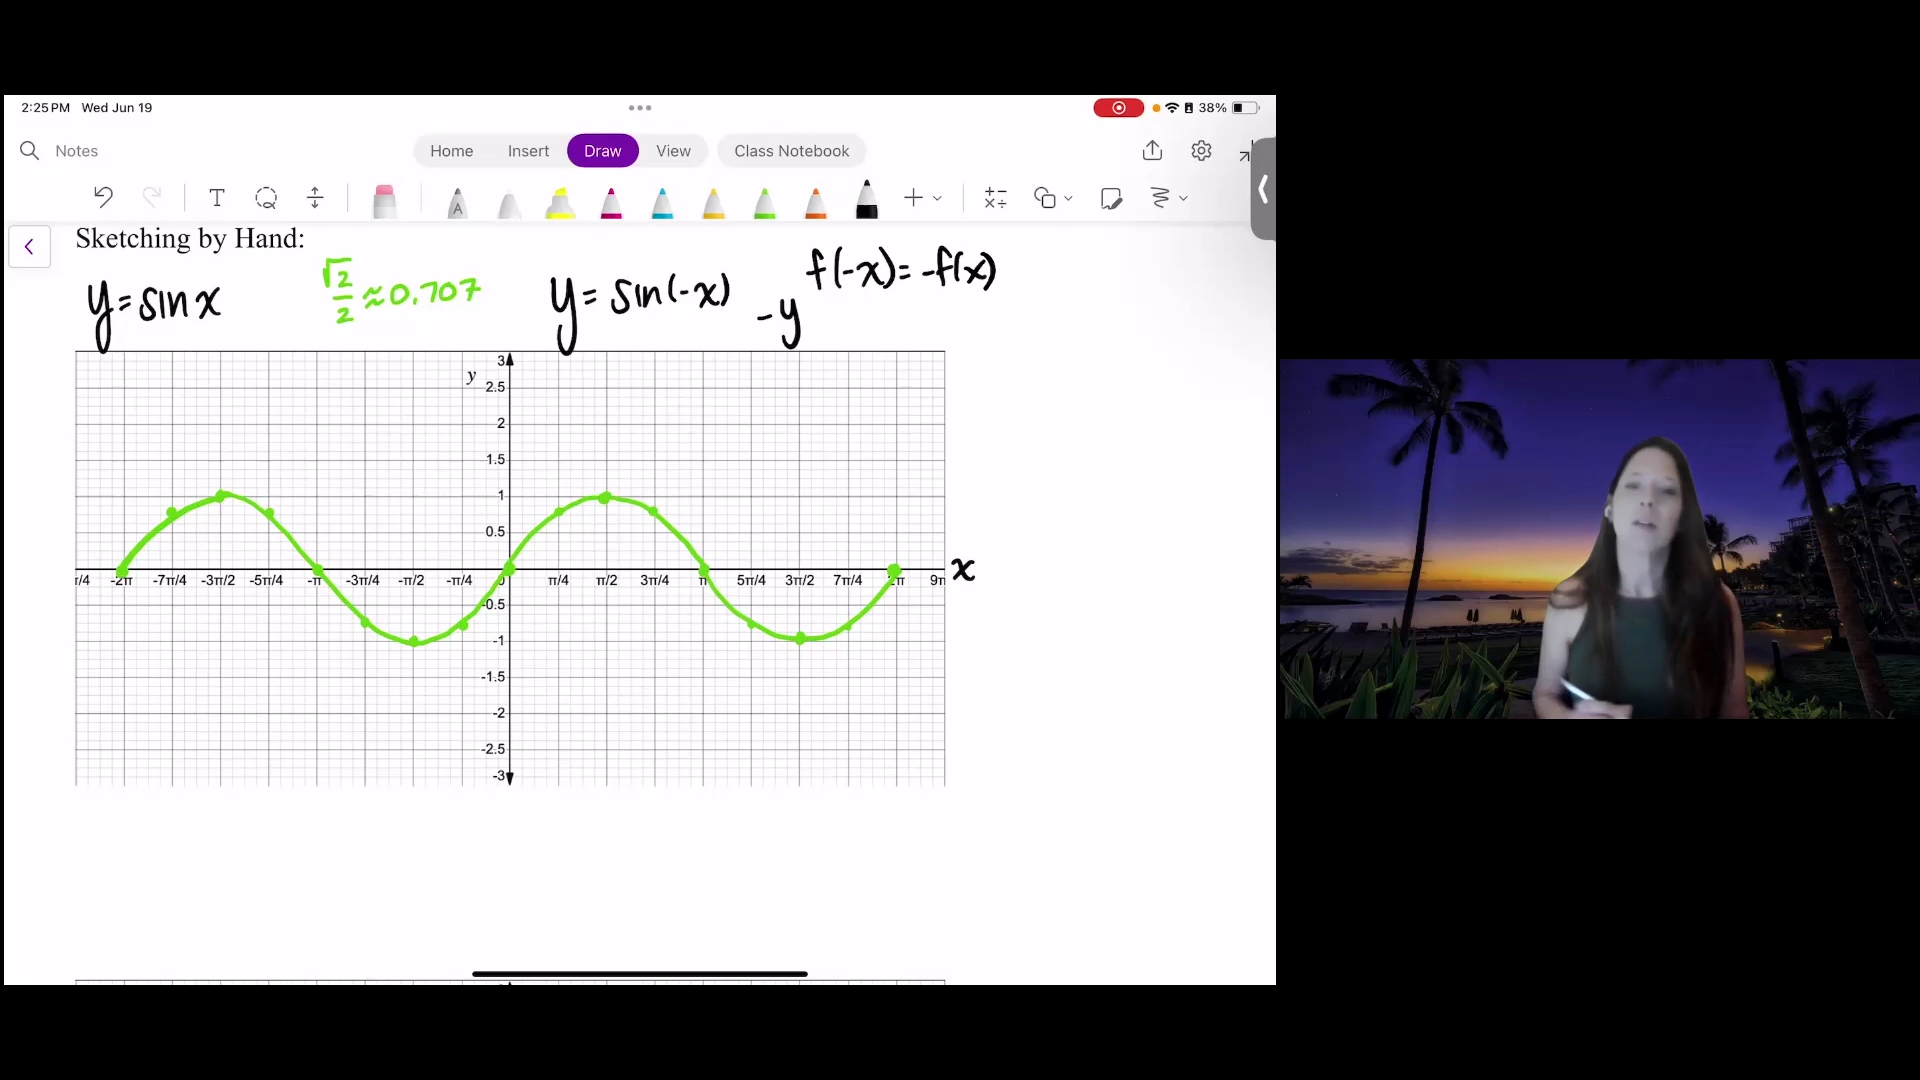 2:25 PM Wed Jun 19
38%
Notes
Home Insert Draw View Class Notebook
T
A
Sketching by Hand:
y = sin x
√2/2 ≈ 0.707
y = sin(-x)
-y
f(-x) = -f(x)
3
y
2.5
2
1.5
1
0.5
π/4 -2π -7π/4 -3π/2 -5π/4 -π -3π/4 -π/2 -π/4 0 π/4 π/2 3π/4 π 5π/4 3π/2 7π/4 2π 9π
x
-0.5
-1
-1.5
-2
-2.5
-3